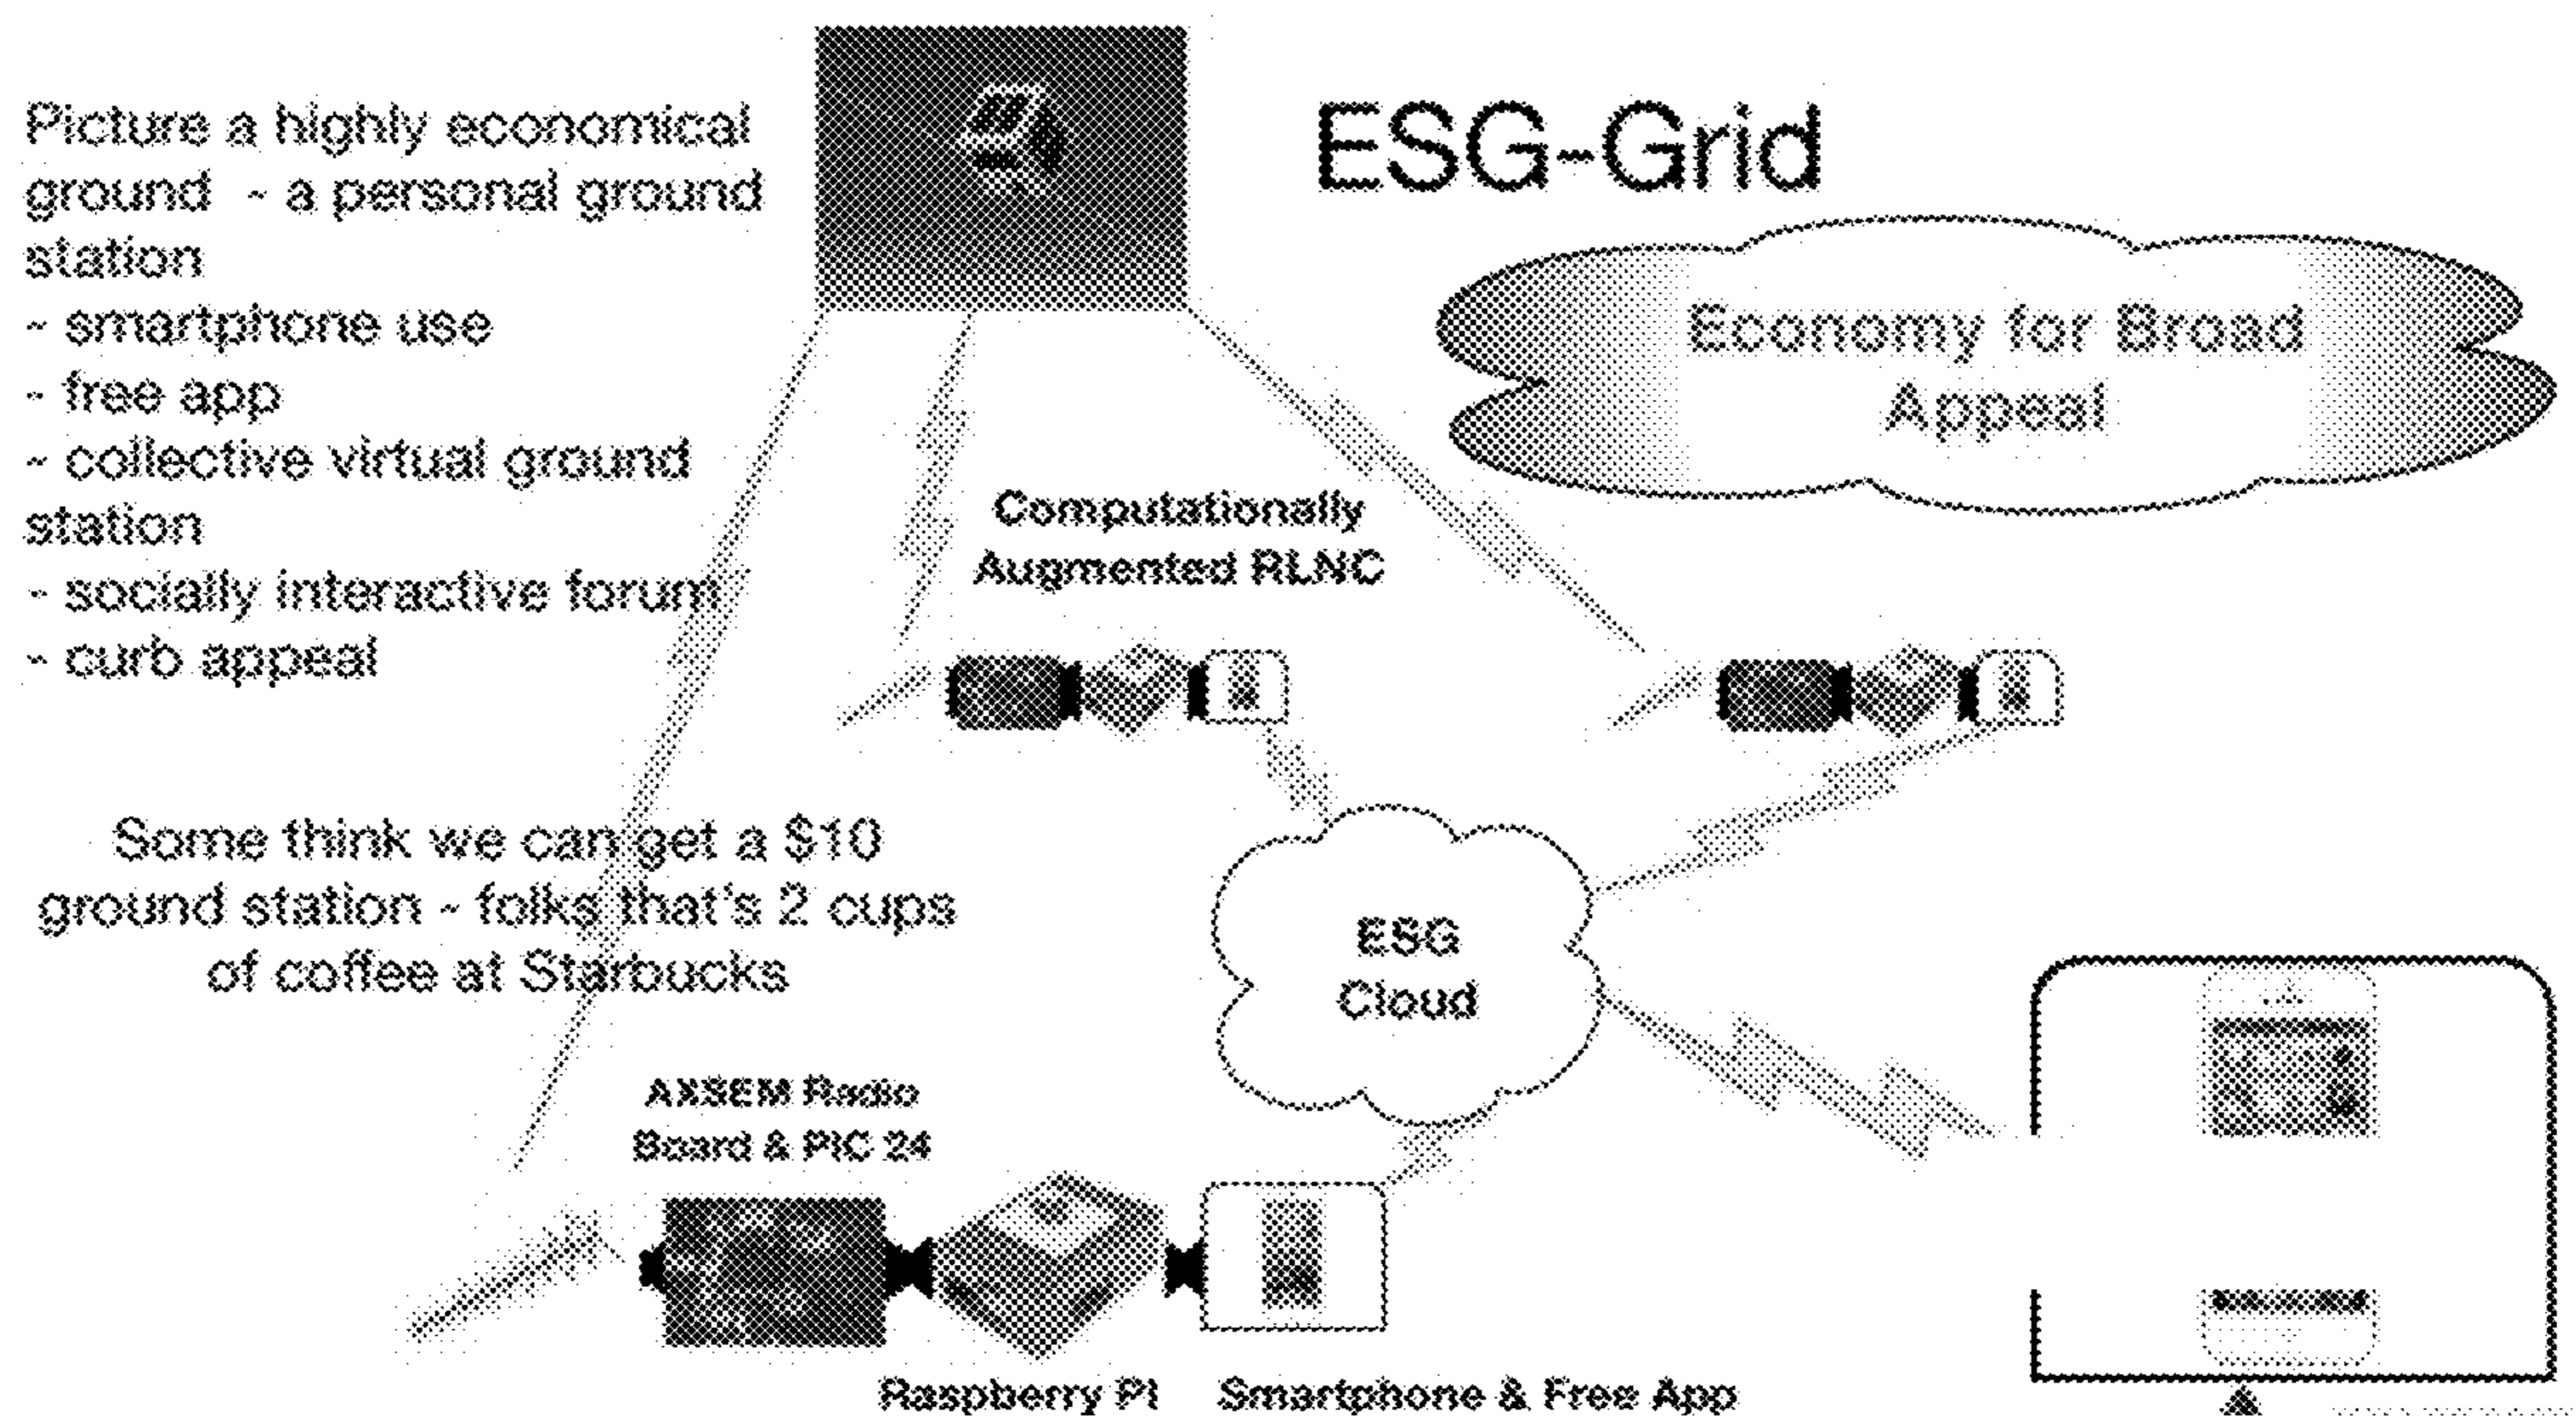 Picture a highly economical
ground - a personal ground
station
- smartphone use
- free app
- collective virtual ground
station
- socially interactive forum
- curb appeal
ESG-Grid
Economy for Broad
Appeal
Computationally
Augmented RLNC
Some think we can get a $10
ground station - folks that's 2 cups
of coffee at Starbucks
ESG
Cloud
AXSEM Radio
Board & PIC 24
Raspberry PI
Smartphone & Free App